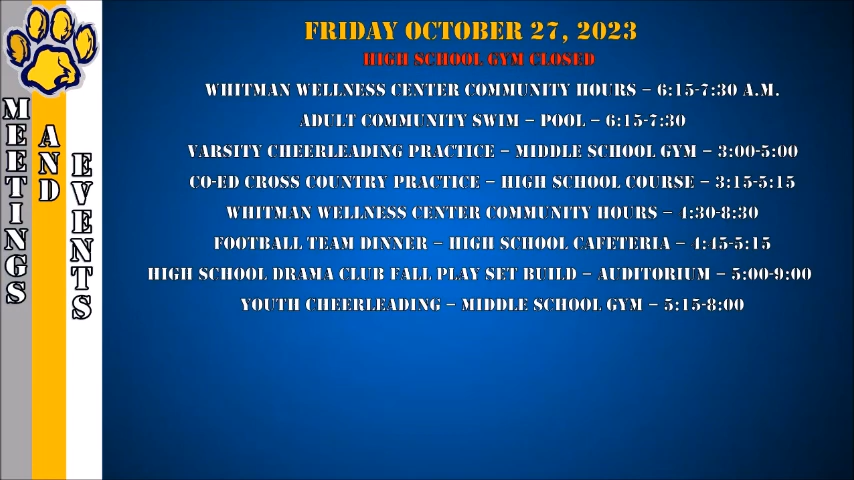 MEETINGS
AND
EVENTS
FRIDAY OCTOBER 27, 2023
HIGH SCHOOL GYM CLOSED
WHITMAN WELLNESS CENTER COMMUNITY HOURS – 6:15-7:30 A.M.
ADULT COMMUNITY SWIM – POOL – 6:15-7:30
VARSITY CHEERLEADING PRACTICE – MIDDLE SCHOOL GYM – 3:00-5:00
CO-ED CROSS COUNTRY PRACTICE – HIGH SCHOOL COURSE – 3:15-5:15
WHITMAN WELLNESS CENTER COMMUNITY HOURS – 4:30-8:30
FOOTBALL TEAM DINNER – HIGH SCHOOL CAFETERIA – 4:45-5:15
HIGH SCHOOL DRAMA CLUB FALL PLAY SET BUILD – AUDITORIUM – 5:00-9:00
YOUTH CHEERLEADING – MIDDLE SCHOOL GYM – 5:15-8:00